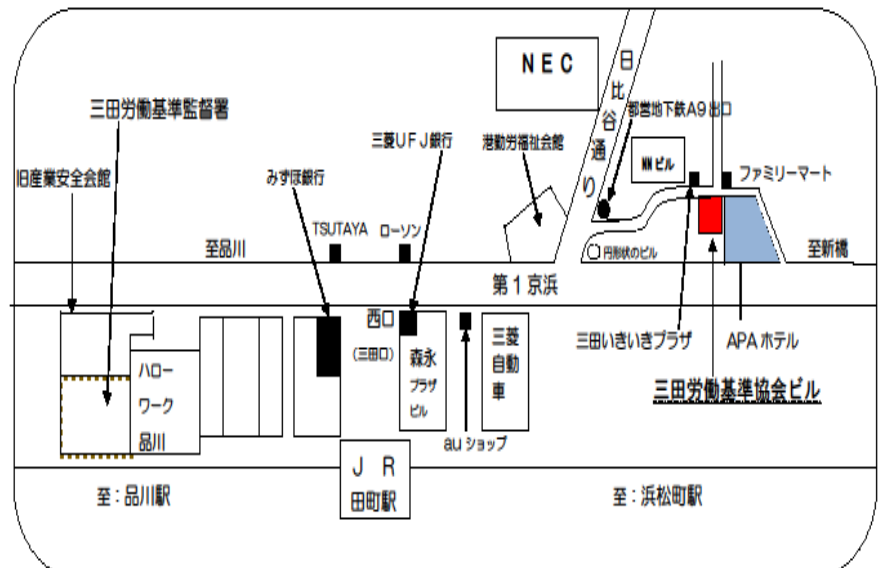 NEC
日比谷通り
三田労働基準監督署
都営地下鉄A9出口
三菱UFJ銀行
港勤労福祉会館
NNビル
ファミリーマート
旧産業安全会館
みずほ銀行
TSUTAYA
ローソン
至品川
円形状のビル
至新橋
第1京浜
西口
(三田口)
森永
プラザ
ビル
三菱
自動
車
三田いきいきプラザ
APAホテル
ハロー
ワーク
品川
三田労働基準協会ビル
auショップ
JR
田町駅
至:品川駅
至:浜松町駅